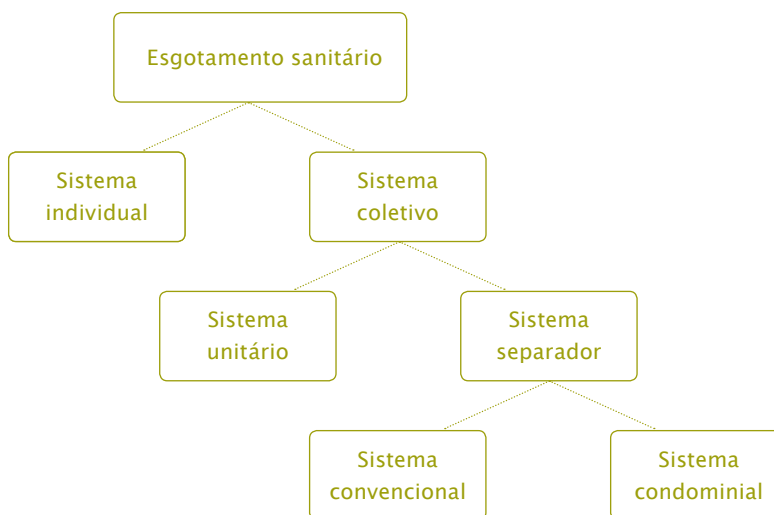 Esgotamento sanitário
Sistema
individual
Sistema
coletivo
Sistema
unitário
Sistema
separador
Sistema
convencional
Sistema
condominial